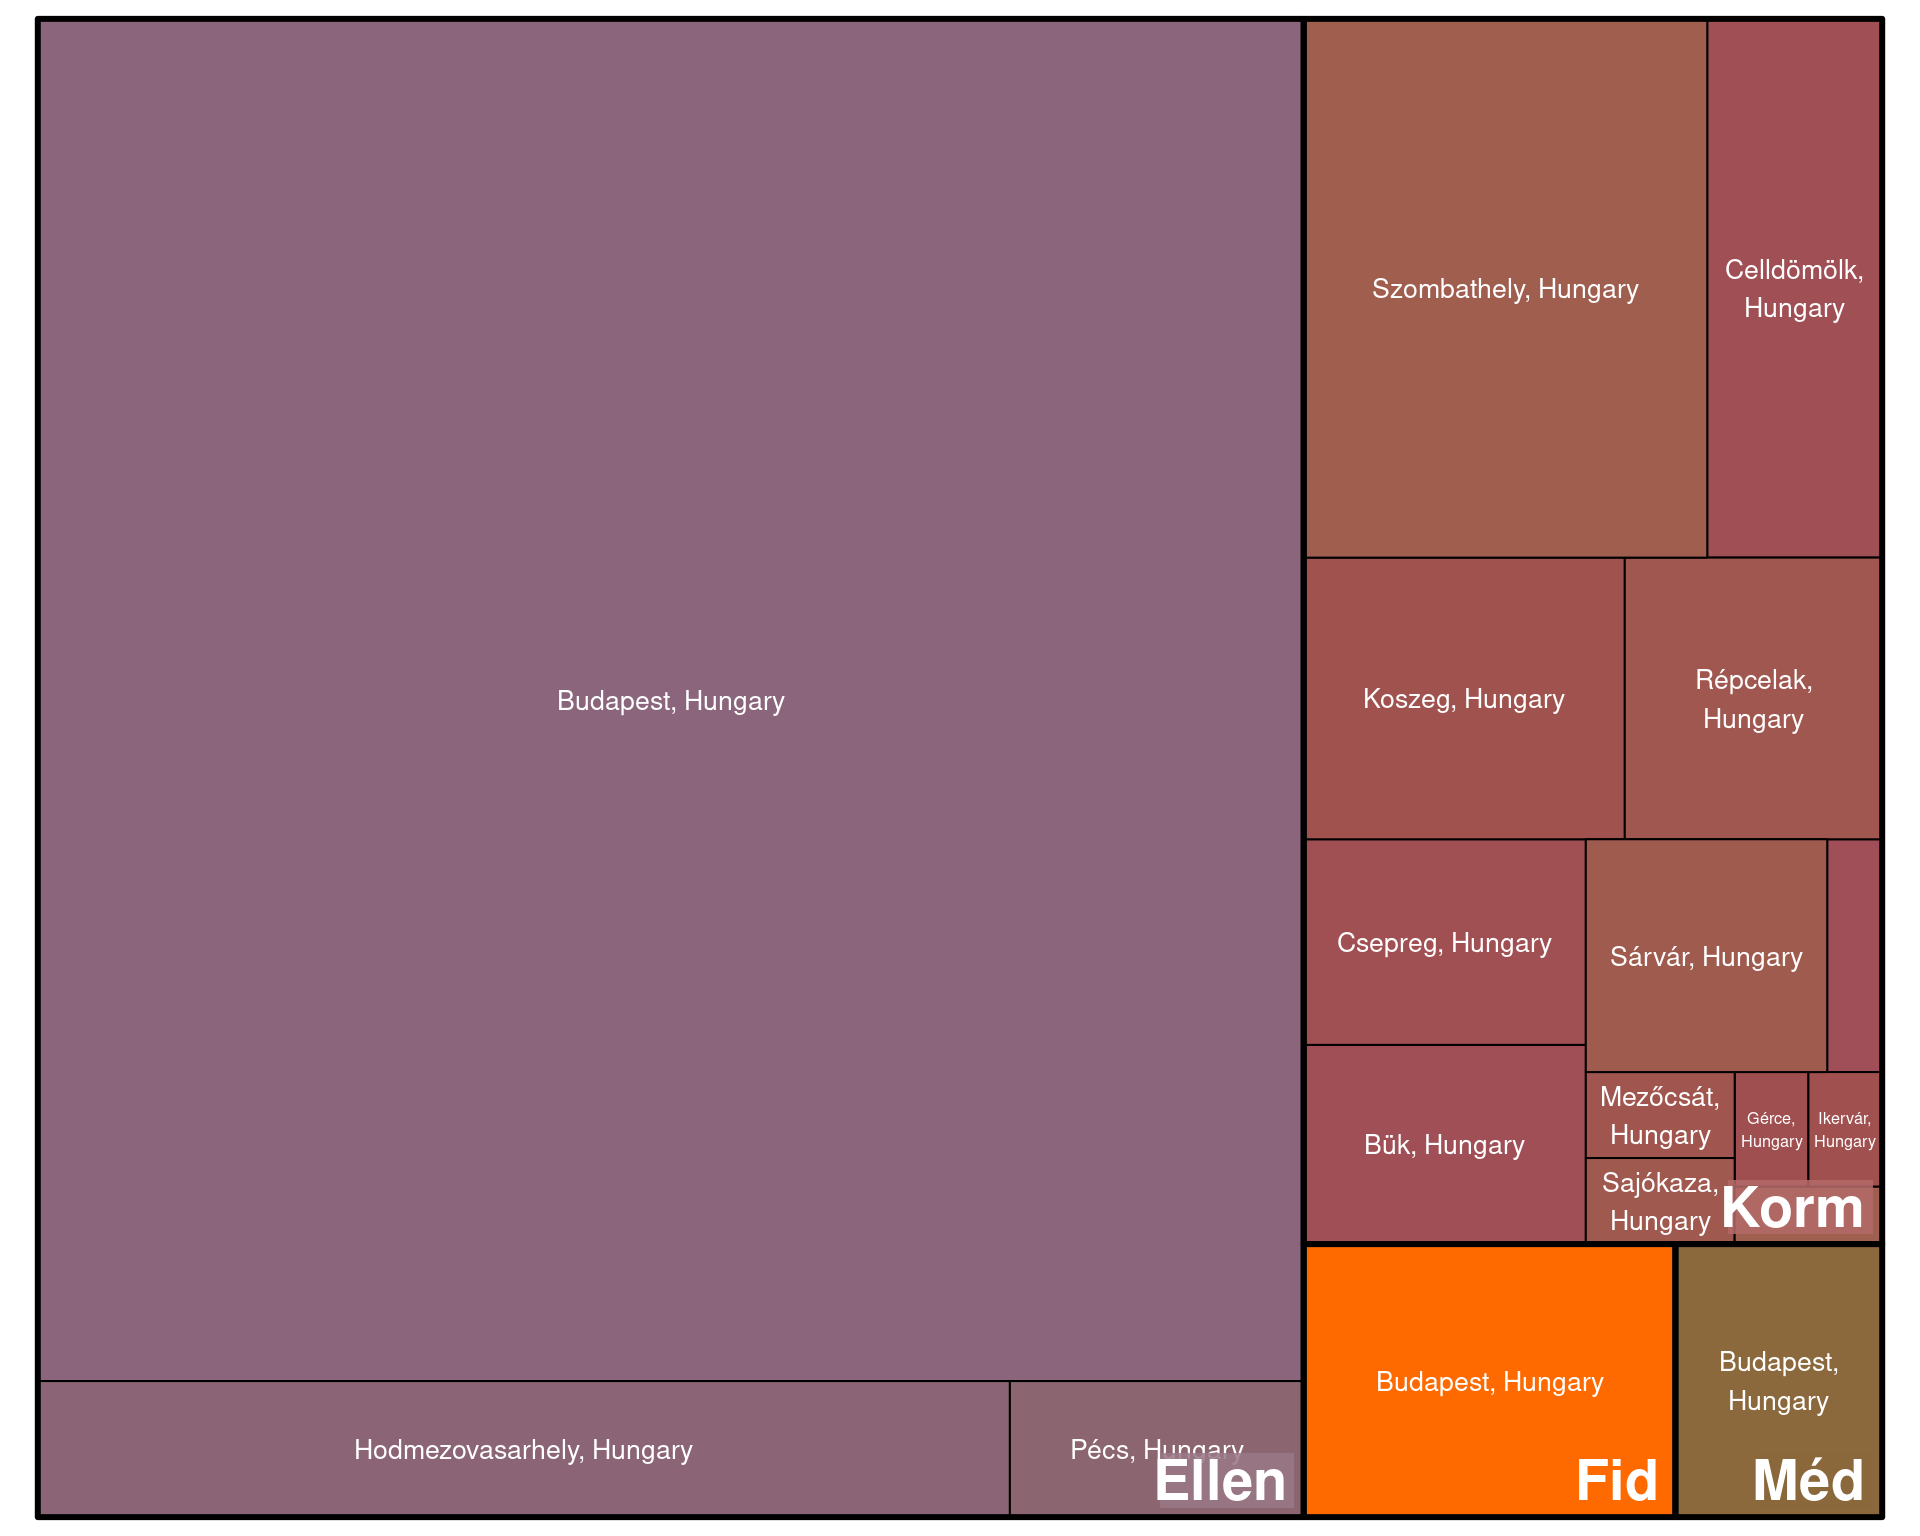 Budapest, Hungary
Hodmezovasarhely, Hungary
Pécs, Hungary
Ellen
Szombathely, Hungary
Celldömölk,
Hungary
Koszeg, Hungary
Répcelak,
Hungary
Csepreg, Hungary
Sárvár, Hungary
Bük, Hungary
Mezőcsát,
Hungary
Gérce,
Hungary
Ikervár,
Hungary
Sajókaza,
Hungary
Korm
Budapest, Hungary
Fid
Budapest,
Hungary
Méd